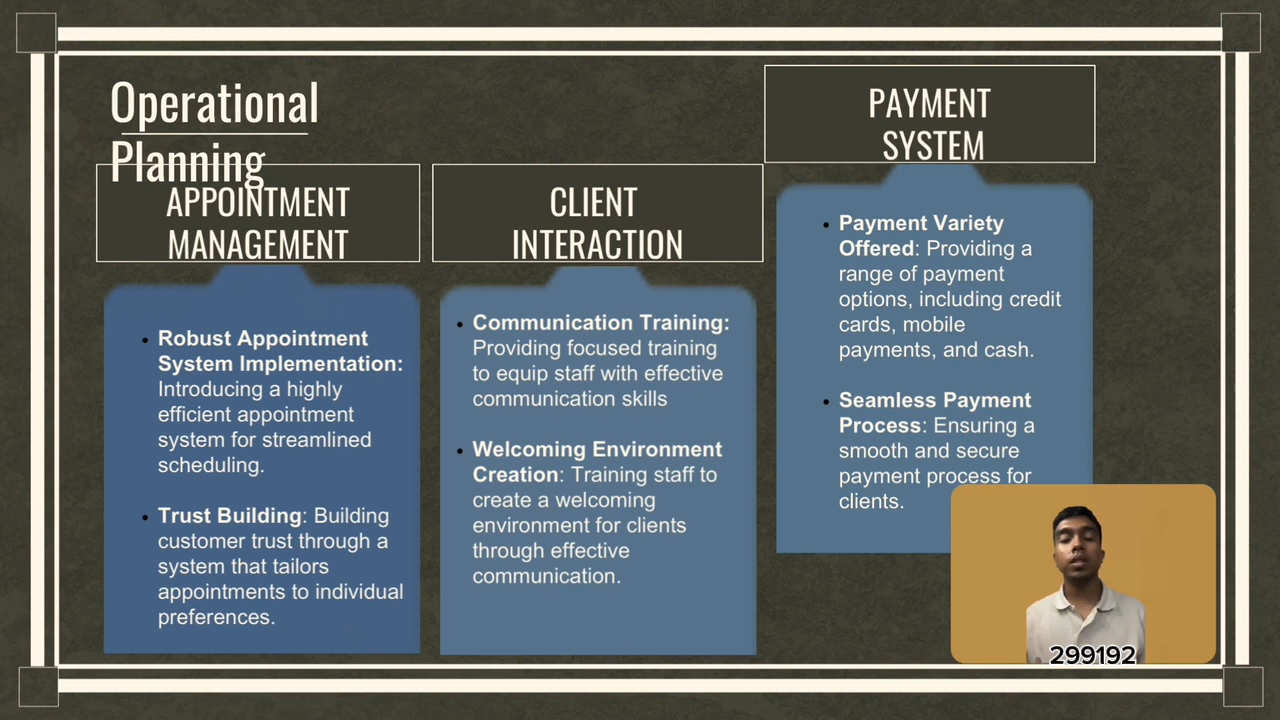 Operational
Planning
APPOINTMENT
MANAGEMENT
• Robust Appointment
System Implementation:
Introducing a highly
efficient appointment
system for streamlined
scheduling.
• Trust Building: Building
customer trust through a
system that tailors
appointments to individual
preferences.
CLIENT
INTERACTION
• Communication Training:
Providing focused training
to equip staff with effective
communication skills
• Welcoming Environment
Creation: Training staff to
create a welcoming
environment for clients
through effective
communication.
PAYMENT
SYSTEM
• Payment Variety
Offered: Providing a
range of payment
options, including credit
cards, mobile
payments, and cash.
• Seamless Payment
Process: Ensuring a
smooth and secure
payment process for
clients.
299192